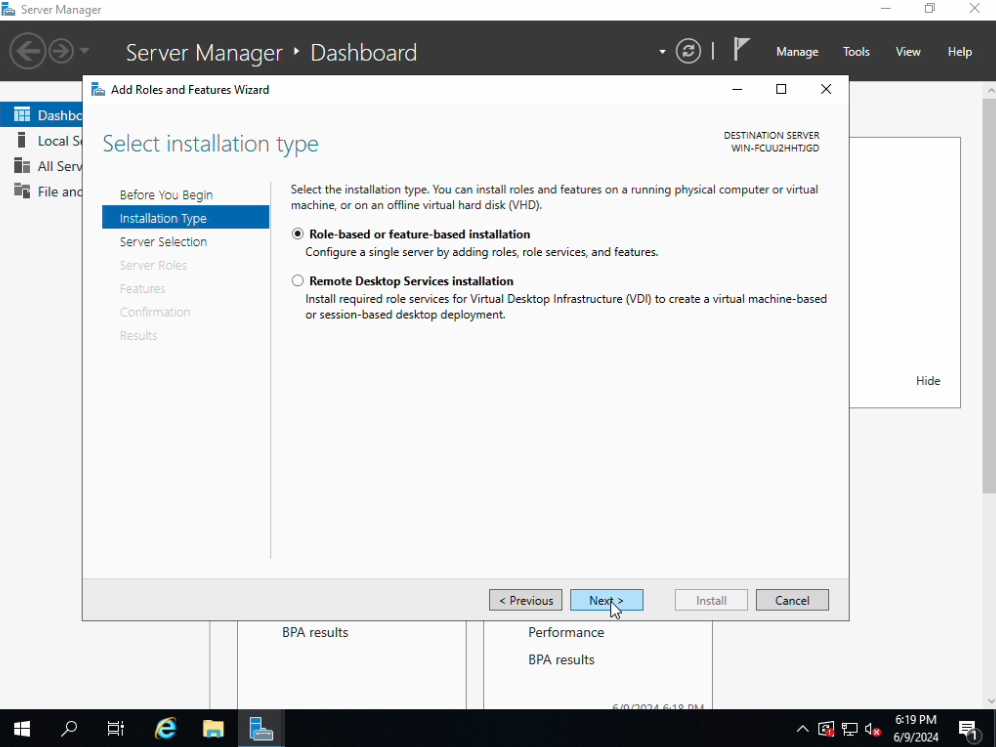 Server Manager
Server Manager ‣ Dashboard
Manage
Tools
View
Help
Dashbo
Local Se
All Serv
File and
Add Roles and Features Wizard
Select installation type
DESTINATION SERVER
WIN-FCUU2HHTJGD
Before You Begin
Installation Type
Server Selection
Server Roles
Features
Confirmation
Results
Select the installation type. You can install roles and features on a running physical computer or virtual
machine, or on an offline virtual hard disk (VHD).
Role-based or feature-based installation
Configure a single server by adding roles, role services, and features.
Remote Desktop Services installation
Install required role services for Virtual Desktop Infrastructure (VDI) to create a virtual machine-based
or session-based desktop deployment.
Hide
< Previous
Next >
Install
Cancel
BPA results
Performance
BPA results
6/9/2024 6:18 PM
6:19 PM
6/9/2024
1